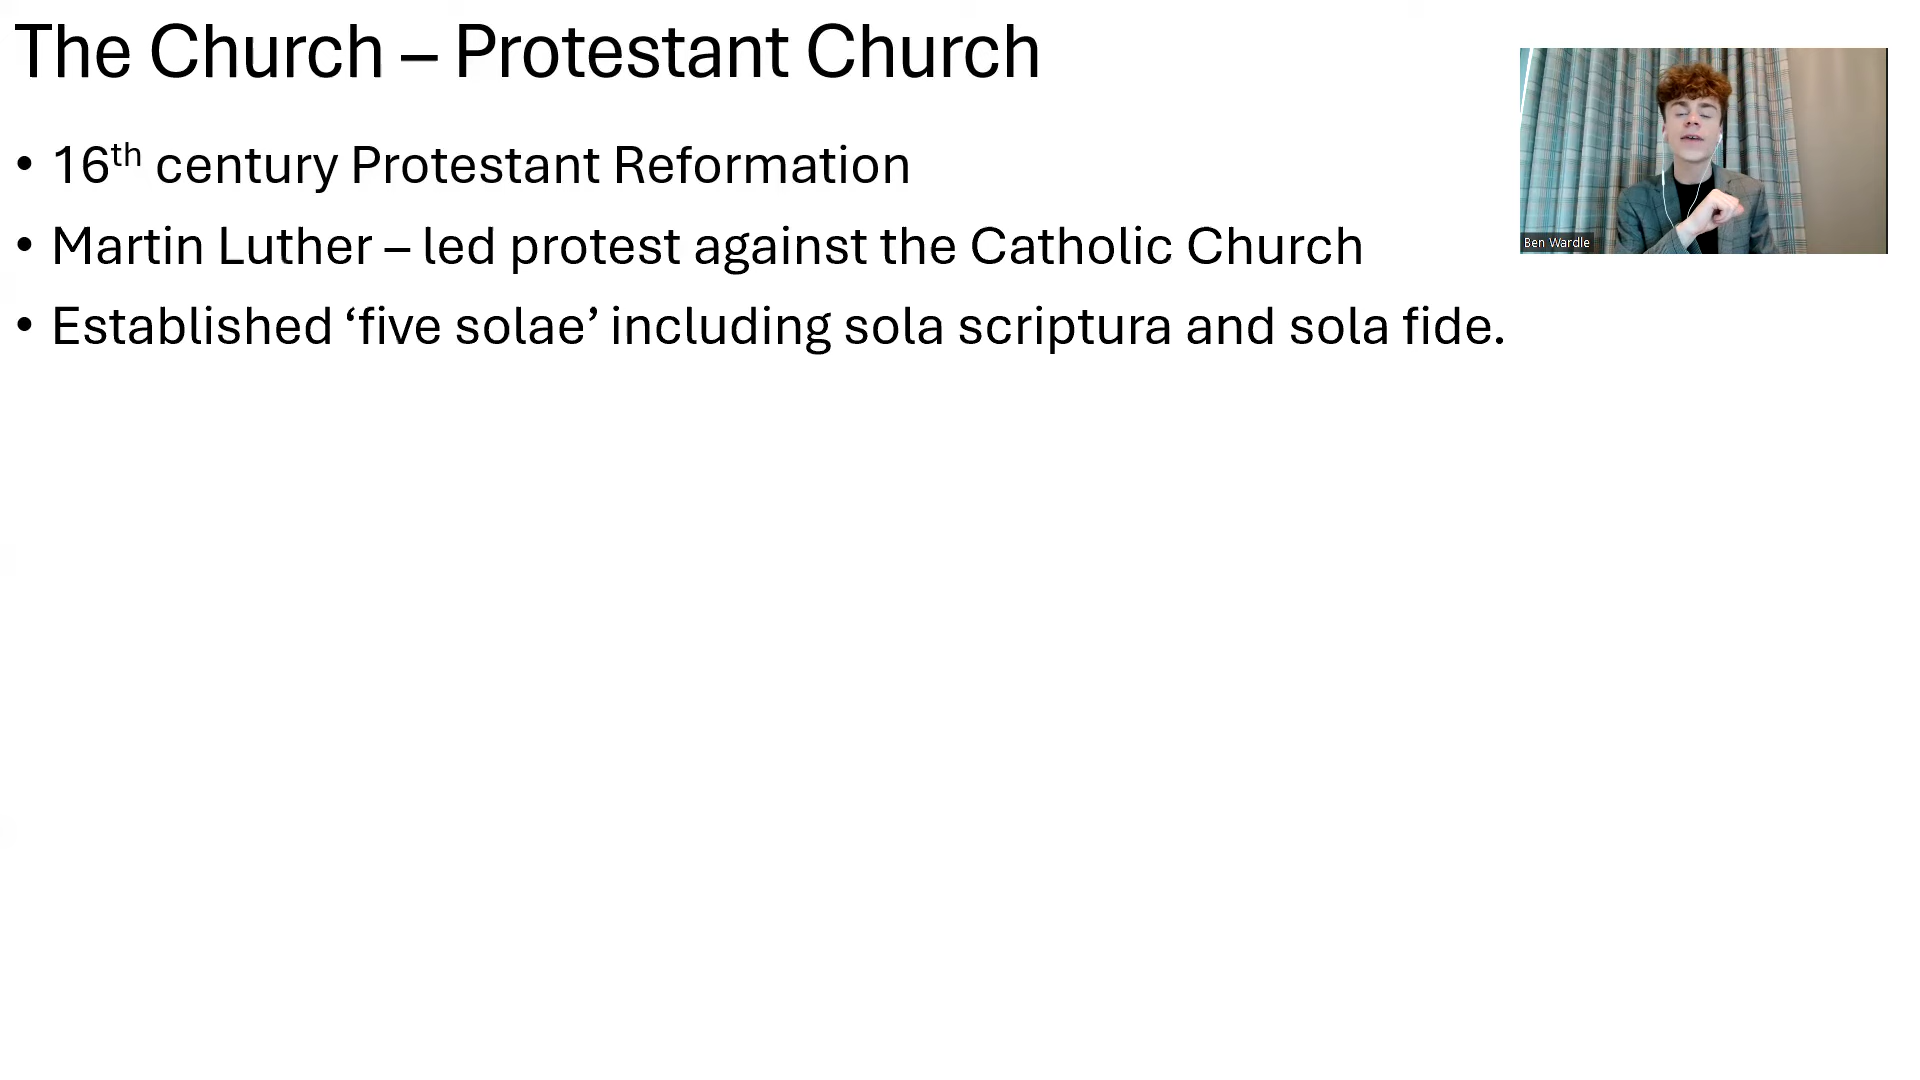 The Church – Protestant Church
• 16th century Protestant Reformation
• Martin Luther – led protest against the Catholic Church
• Established ‘five solae’ including sola scriptura and sola fide.
Ben Wardle